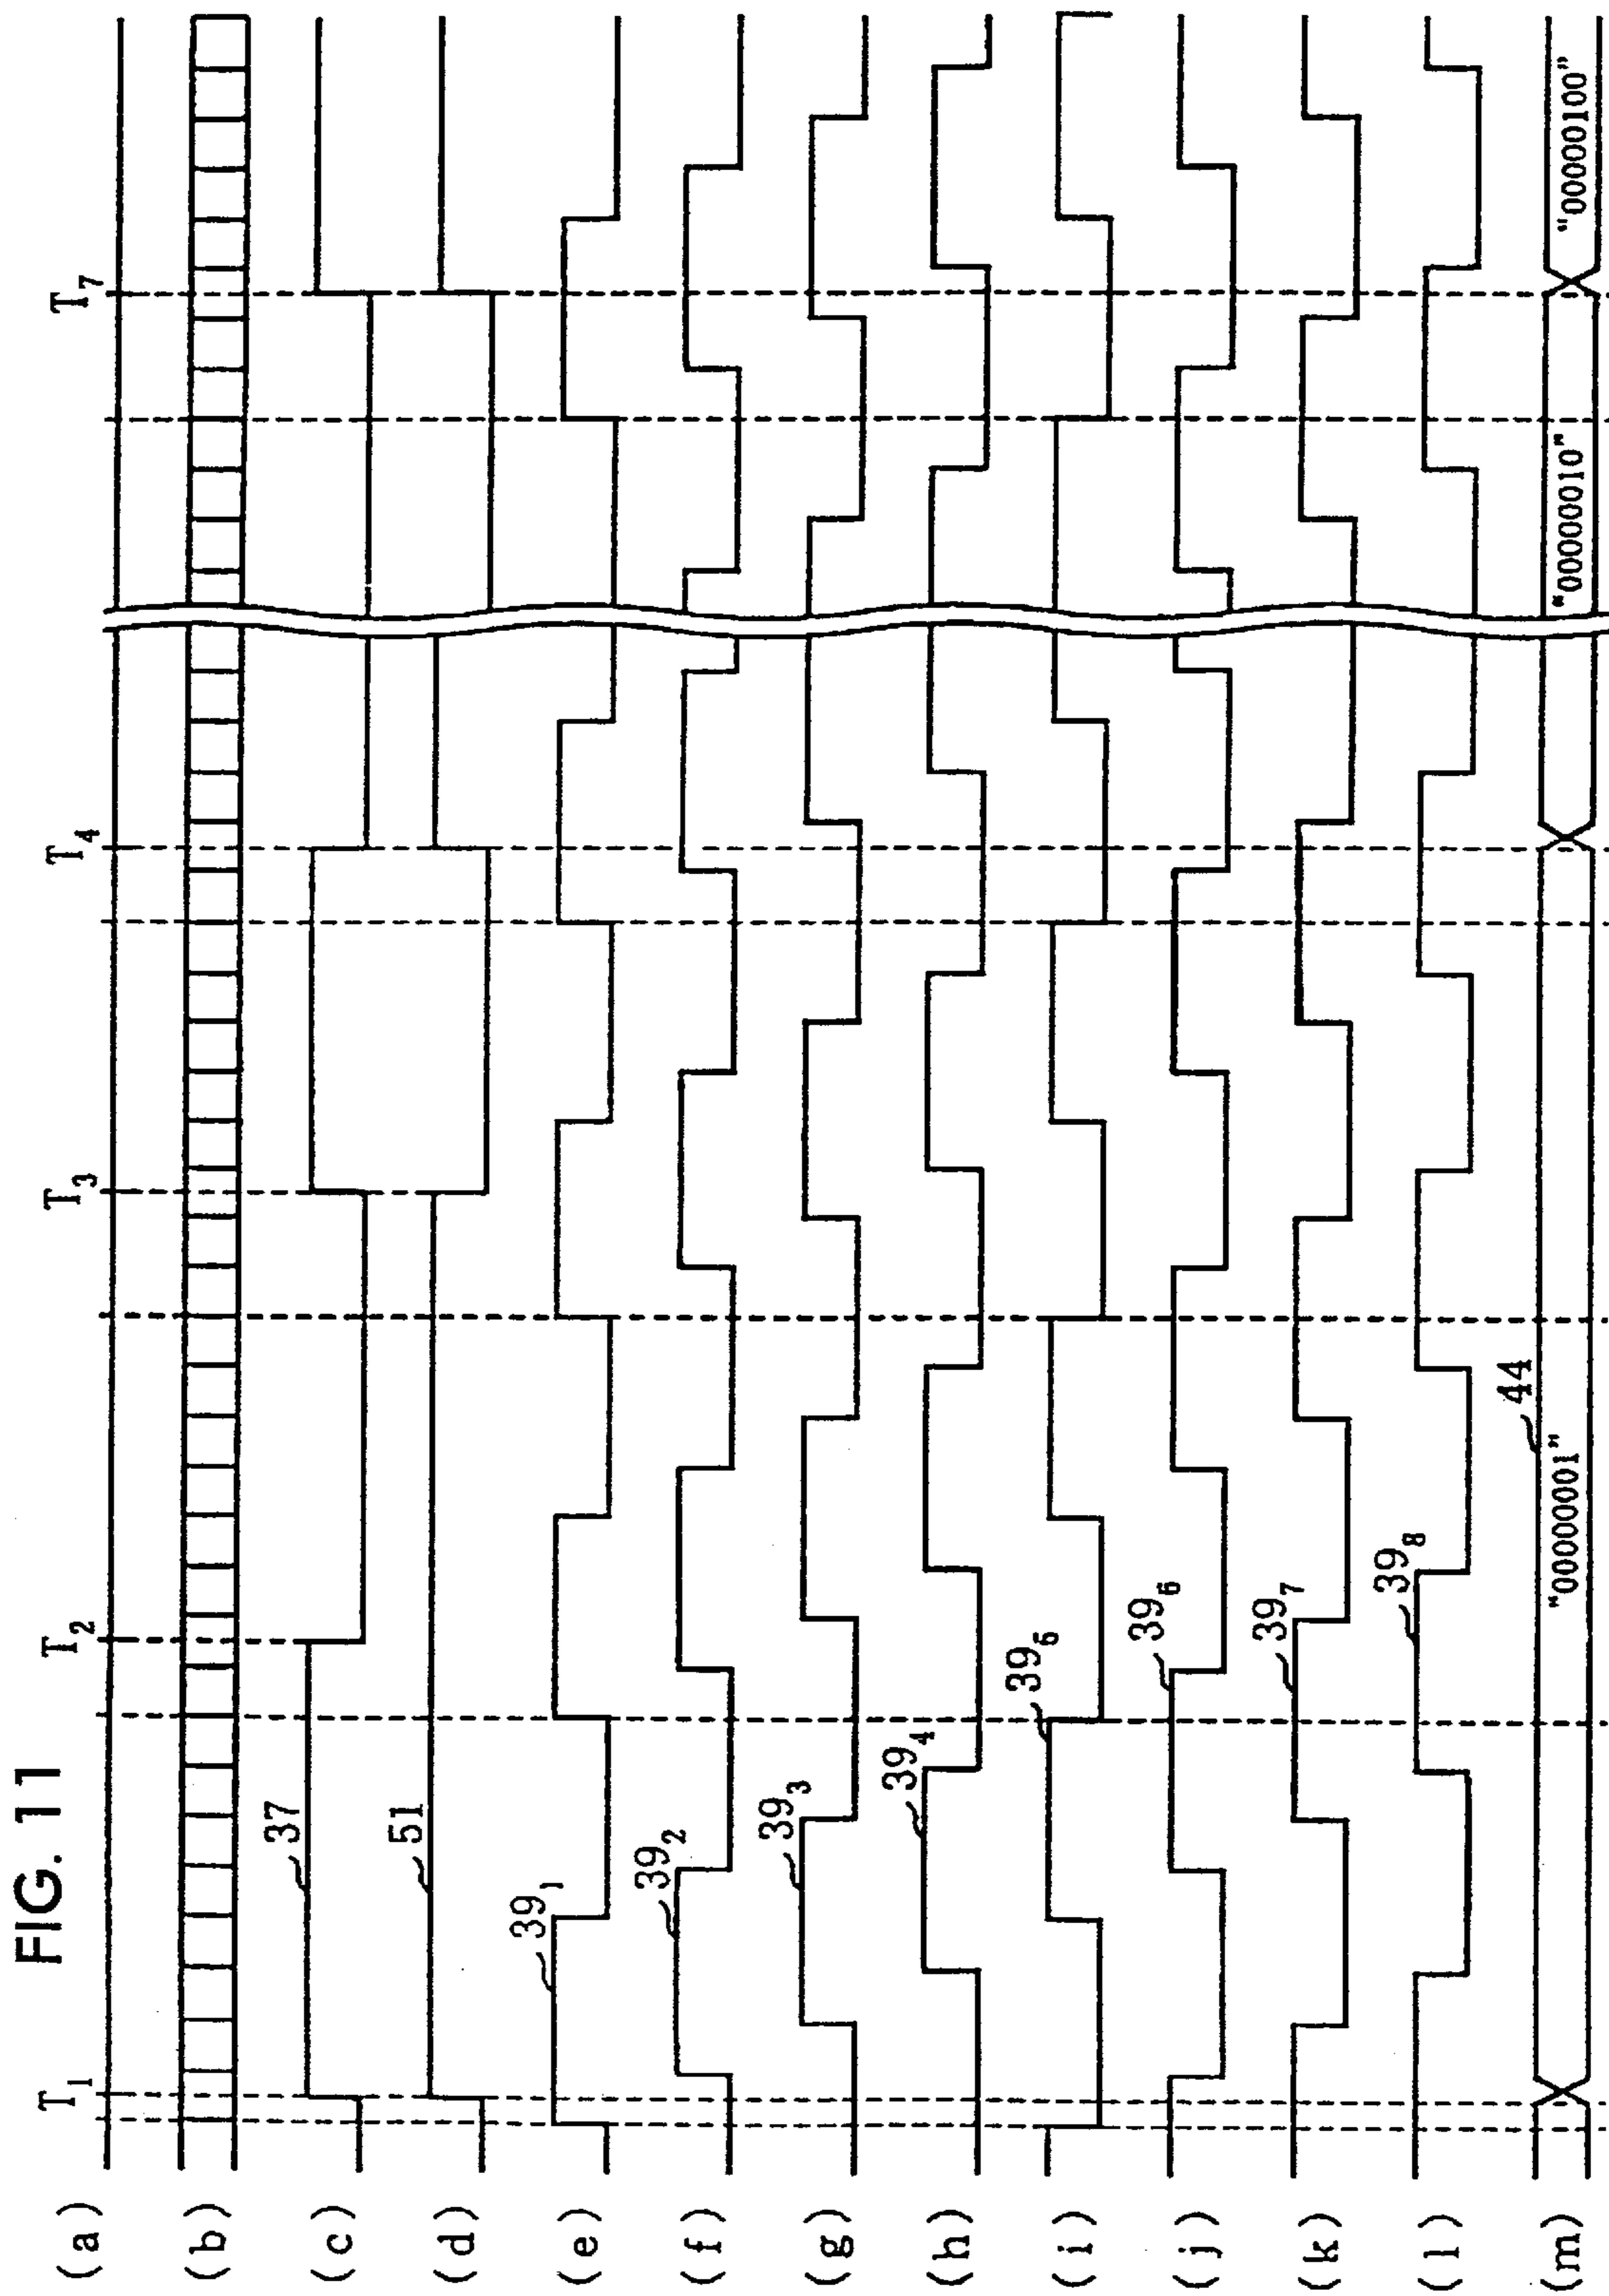 FIG. 11
T1 T2 T3 T4 T7
(a)
(b)
(c) 37
(d) 51
(e) 39₁
(f) 39₂
(g) 39₃
(h) 39₄
(i) 39₅
(j) 39₆
(k) 39₇
(l) 39₈
(m) "00000001" 44 "00000010" "00000100"